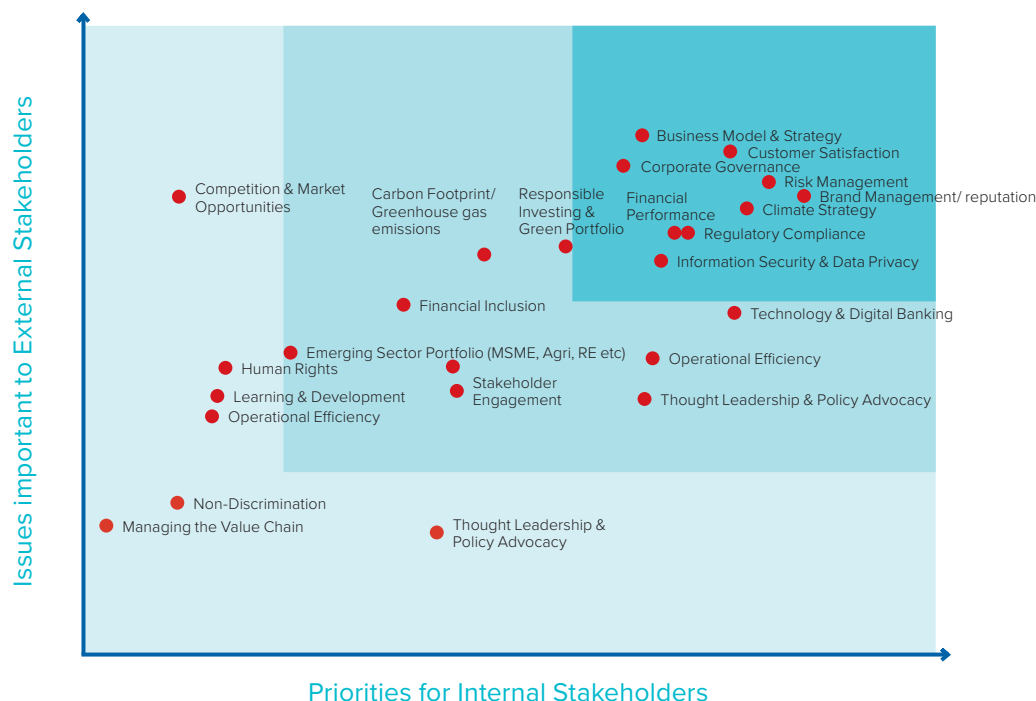 Issues important to External Stakeholders
Business Model & Strategy
Customer Satisfaction
Corporate Governance
Risk Management
Brand Management/ reputation
Climate Strategy
Competition & Market
Opportunities
Carbon Footprint/
Greenhouse gas
emissions
Responsible
Investing &
Green Portfolio
Financial
Performance
Regulatory Compliance
Information Security & Data Privacy
Financial Inclusion
Technology & Digital Banking
Emerging Sector Portfolio (MSME, Agri, RE etc)
Operational Efficiency
Human Rights
Stakeholder
Engagement
Learning & Development
Thought Leadership & Policy Advocacy
Operational Efficiency
Non-Discrimination
Managing the Value Chain
Thought Leadership &
Policy Advocacy
Priorities for Internal Stakeholders